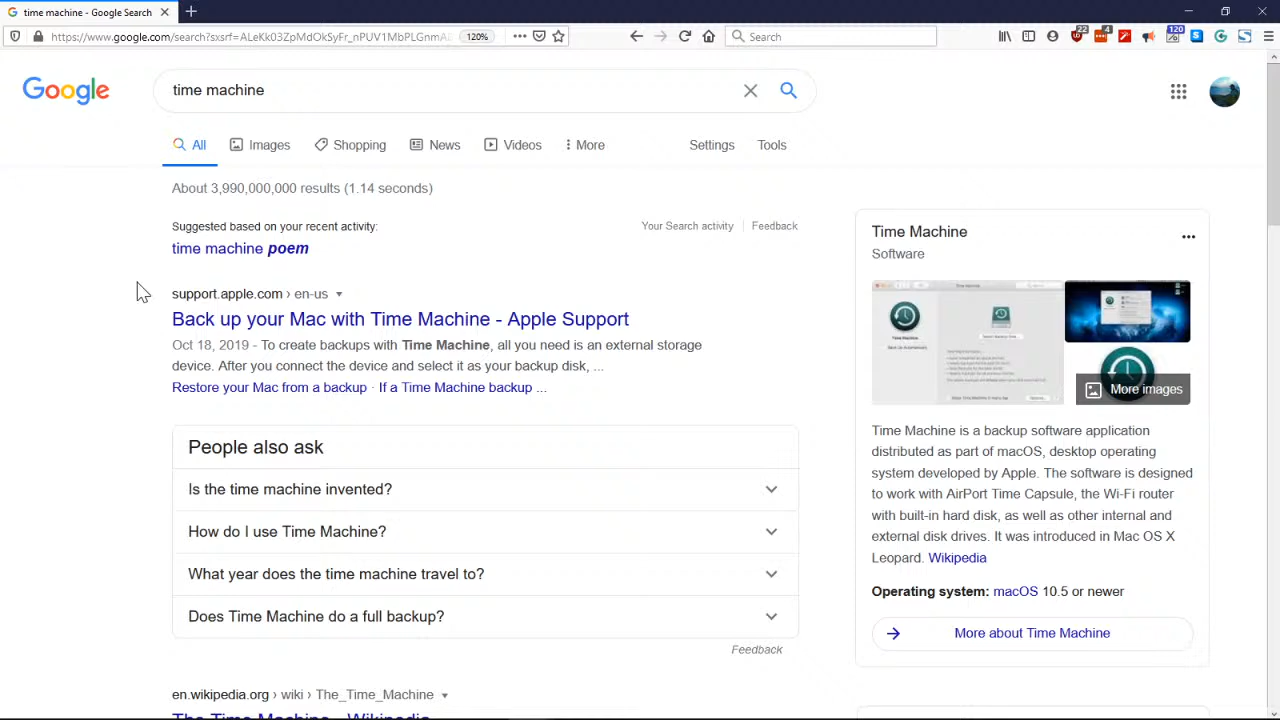 time machine - Google Search
https://www.google.com/search?sxsrf=ALeKk03ZpMdOkSyFr_nPUV1MbPLGmmA
120%
Search
22
4
120
Google
time machine
All
Images
Shopping
News
Videos
More
Settings
Tools
About 3,990,000,000 results (1.14 seconds)
Suggested based on your recent activity:
Your Search activity
Feedback
time machine poem
support.apple.com › en-us
Back up your Mac with Time Machine - Apple Support
Oct 18, 2019 - To create backups with Time Machine, all you need is an external storage
device. After you connect the device and select it as your backup disk, ...
Restore your Mac from a backup · If a Time Machine backup ...
People also ask
Is the time machine invented?
How do I use Time Machine?
What year does the time machine travel to?
Does Time Machine do a full backup?
Feedback
en.wikipedia.org › wiki › The_Time_Machine
The Time Machine - Wikipedia
Time Machine
Software
More images
Time Machine is a backup software application
distributed as part of macOS, desktop operating
system developed by Apple. The software is designed
to work with AirPort Time Capsule, the Wi-Fi router
with built-in hard disk, as well as other internal and
external disk drives. It was introduced in Mac OS X
Leopard. Wikipedia
Operating system: macOS 10.5 or newer
More about Time Machine